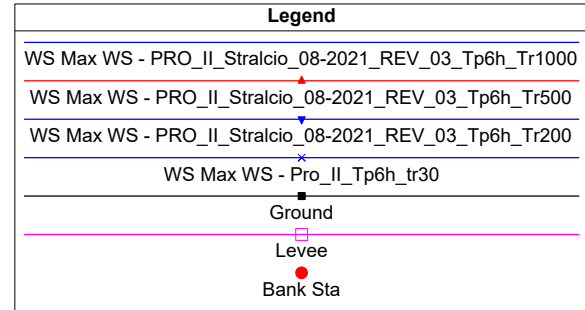 Legend
WS Max WS - PRO_II_Stralcio_08-2021_REV_03_Tp6h_Tr1000
WS Max WS - PRO_II_Stralcio_08-2021_REV_03_Tp6h_Tr500
WS Max WS - PRO_II_Stralcio_08-2021_REV_03_Tp6h_Tr200
WS Max WS - Pro_II_Tp6h_tr30
Ground
Levee
Bank Sta